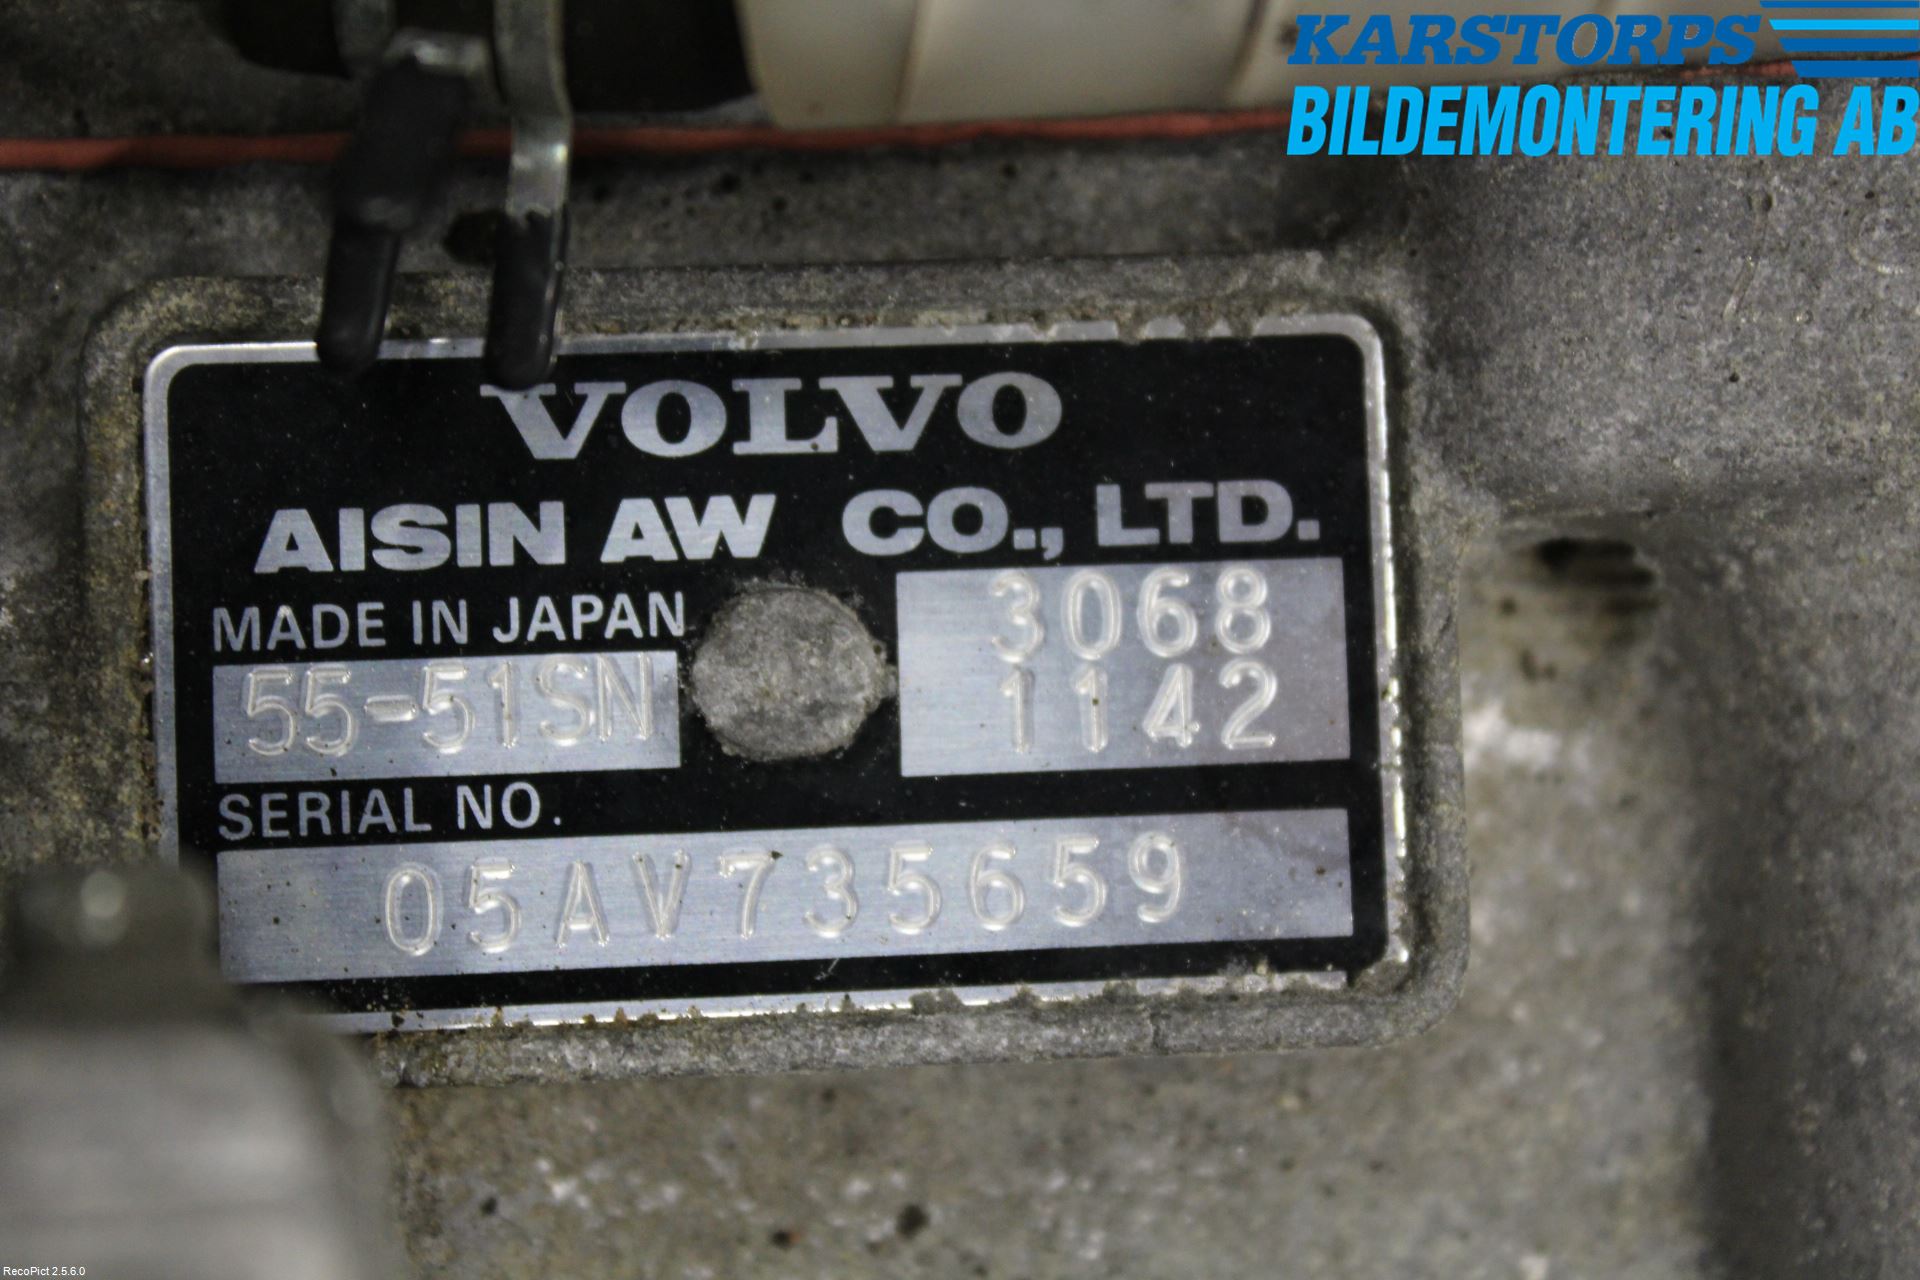 KARSTORPS
BILDEMONTERING AB
VOLVO
AISIN AW CO., LTD.
MADE IN JAPAN
3068
55-51SN
1142
SERIAL NO.
05AV735659
RecoPict 2.5.6.0